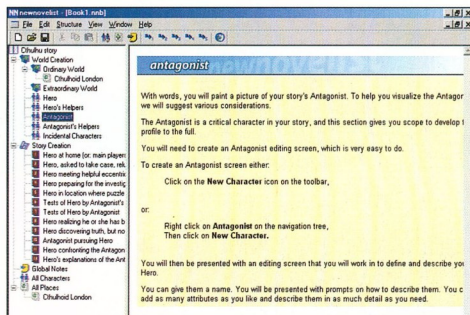 NN newnovelist - [Book1.nnb]
File Edit Structure View Window Help
Cthulhu story
World Creation
Ordinary World
Cthulhoid London
Extraordinary World
Hero
Hero's Helpers
Antagonist
Antagonist's Helpers
Incidental Characters
Story Creation
Hero at home (or: main players
Hero, asked to take case, relu
Hero meeting helpful eccentric
Hero preparing for the investig
Hero in location where puzzle
Tests of Hero by Antagonist's
Tests of Hero by Antagonist
Hero realizing he or she has b
Hero discovering truth, but no
Antagonist pursuing Hero
Hero confronting the Antagon
Hero's explanations of the Ant
Global Notes
All Characters
All Places
Cthulhoid London
antagonist
newnovelist
With words, you will paint a picture of your story's Antagonist. To help you visualize the Antagor
we will suggest various considerations.
The Antagonist is a critical character in your story, and this section gives you scope to develop t
profile to the full.
You will need to create an Antagonist editing screen, which is very easy to do.
To create an Antagonist screen either:
Click on the New Character icon on the toolbar,
or:
Right click on Antagonist on the navigation tree,
Then click on New Character.
You will then be presented with an editing screen that you will work in to define and describe you
Hero.
You can give them a name. You will be presented with prompts on how to describe them. You c
add as many attributes as you like and describe them in as much detail as you need.